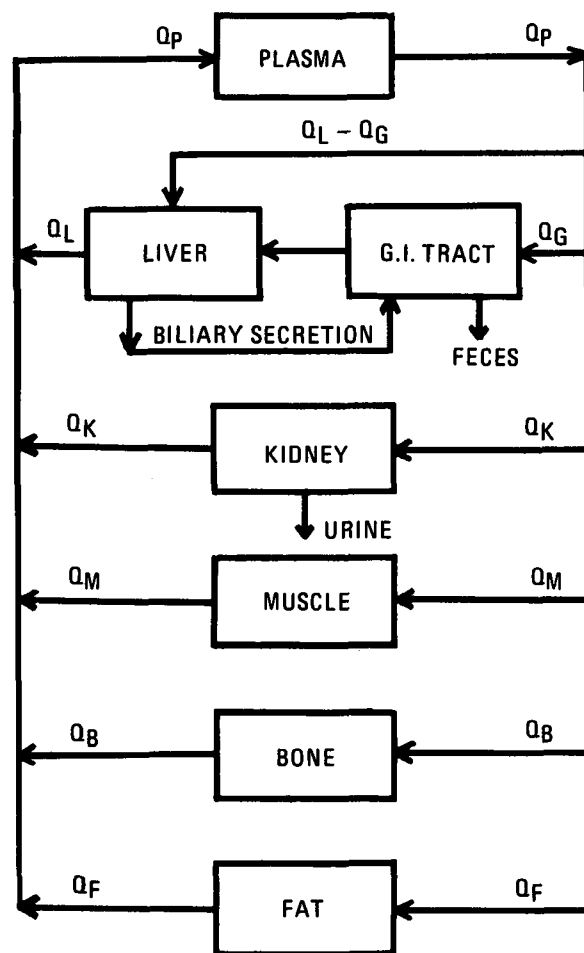 QP
PLASMA
QP
QL – QG
QL
LIVER
G.I. TRACT
QG
BILIARY SECRETION
FECES
QK
KIDNEY
QK
URINE
QM
MUSCLE
QM
QB
BONE
QB
QF
FAT
QF